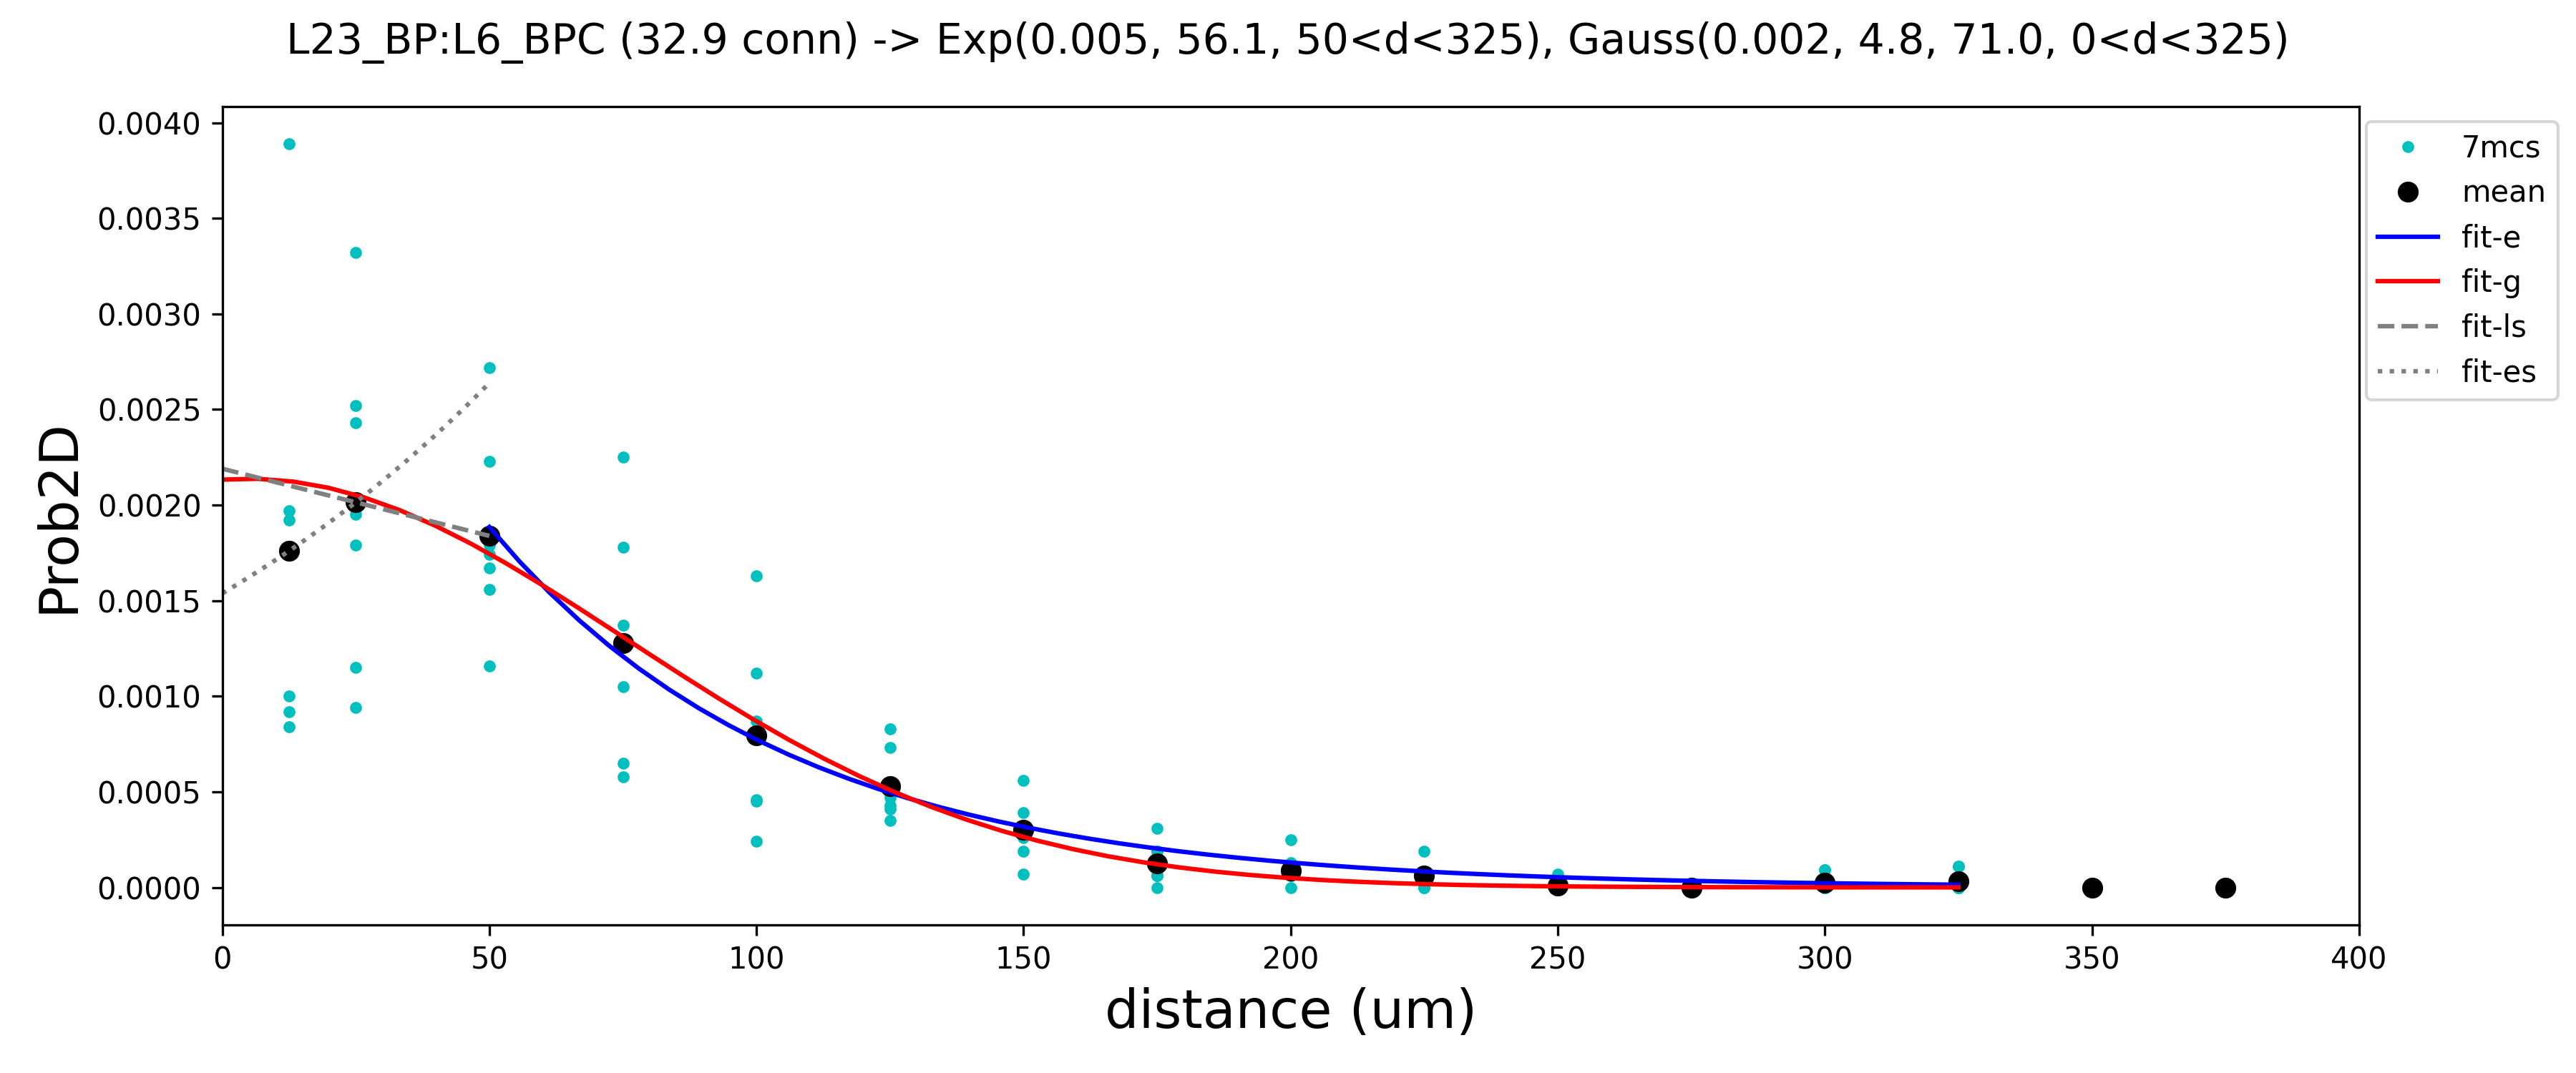 L23_BP:L6_BPC (32.9 conn) -> Exp(0.005, 56.1, 50<d<325), Gauss(0.002, 4.8, 71.0, 0<d<325)
0.0040
0.0035
0.0030
0.0025
0.0020
0.0015
0.0010
0.0005
0.0000
Prob2D
0 50 100 150 200 250 300 350 400
distance (um)
7mcs
mean
fit-e
fit-g
fit-ls
fit-es